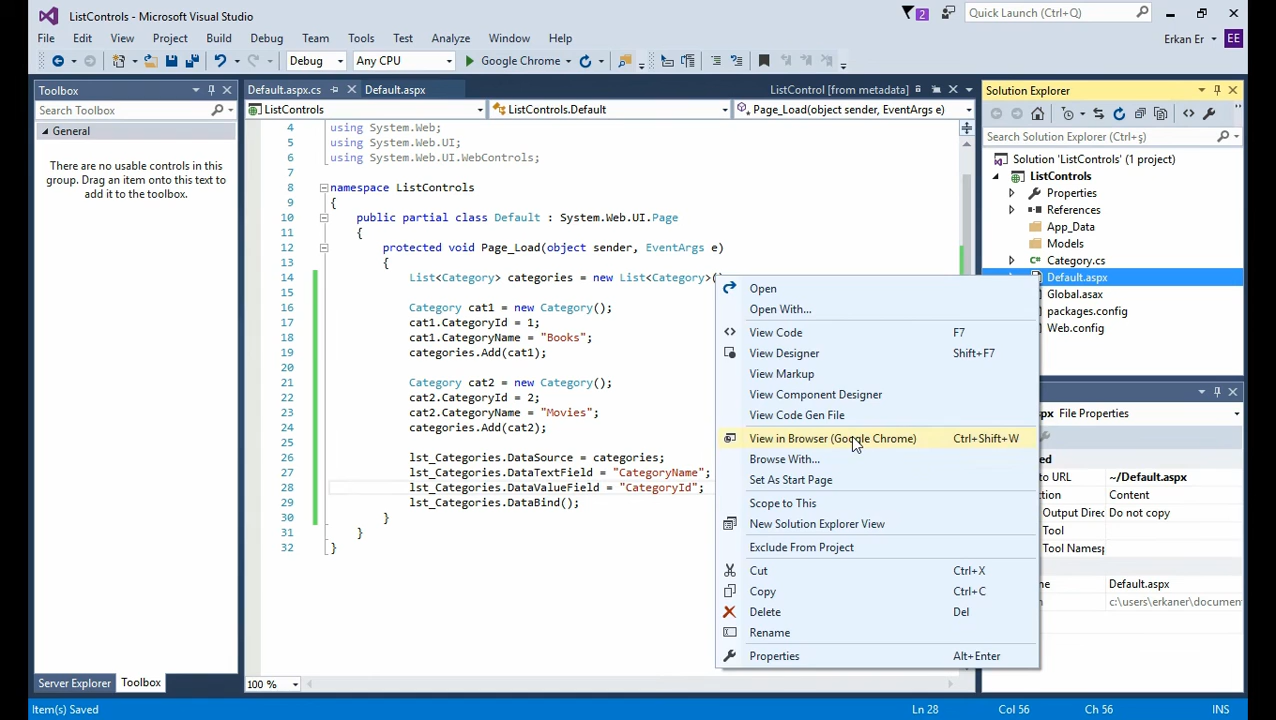 ListControls - Microsoft Visual Studio
2
Quick Launch (Ctrl+Q)
File Edit View Project Build Debug Team Tools Test Analyze Window Help
Erkan Er EE
Debug Any CPU Google Chrome
Toolbox
Default.aspx.cs Default.aspx ListControl [from metadata]
Solution Explorer
Search Toolbox
ListControls ListControls.Default Page_Load(object sender, EventArgs e)
General
There are no usable controls in this
group. Drag an item onto this text to
add it to the toolbox.
4 using System.Web;
5 using System.Web.UI;
6 using System.Web.UI.WebControls;
7
8 namespace ListControls
9 {
10 public partial class Default : System.Web.UI.Page
11 {
12 protected void Page_Load(object sender, EventArgs e)
13 {
14 List<Category> categories = new List<Category>();
15
16 Category cat1 = new Category();
17 cat1.CategoryId = 1;
18 cat1.CategoryName = "Books";
19 categories.Add(cat1);
20
21 Category cat2 = new Category();
22 cat2.CategoryId = 2;
23 cat2.CategoryName = "Movies";
24 categories.Add(cat2);
25
26 lst_Categories.DataSource = categories;
27 lst_Categories.DataTextField = "CategoryName";
28 lst_Categories.DataValueField = "CategoryId";
29 lst_Categories.DataBind();
30 }
31 }
32 }
Search Solution Explorer (Ctrl+ş)
Solution 'ListControls' (1 project)
ListControls
Properties
References
App_Data
Models
Category.cs
Default.aspx
Global.asax
packages.config
Web.config
Open
Open With...
View Code F7
View Designer Shift+F7
View Markup
View Component Designer
View Code Gen File
View in Browser (Google Chrome) Ctrl+Shift+W
Browse With...
Set As Start Page
Scope to This
New Solution Explorer View
Exclude From Project
Cut Ctrl+X
Copy Ctrl+C
Delete Del
Rename
Properties Alt+Enter
px File Properties
ed
to URL ~/Default.aspx
ction Content
Output Direc Do not copy
Tool
Tool Namesp
me Default.aspx
c:\users\erkaner\document
Server Explorer Toolbox
100 %
Item(s) Saved Ln 28 Col 56 Ch 56 INS